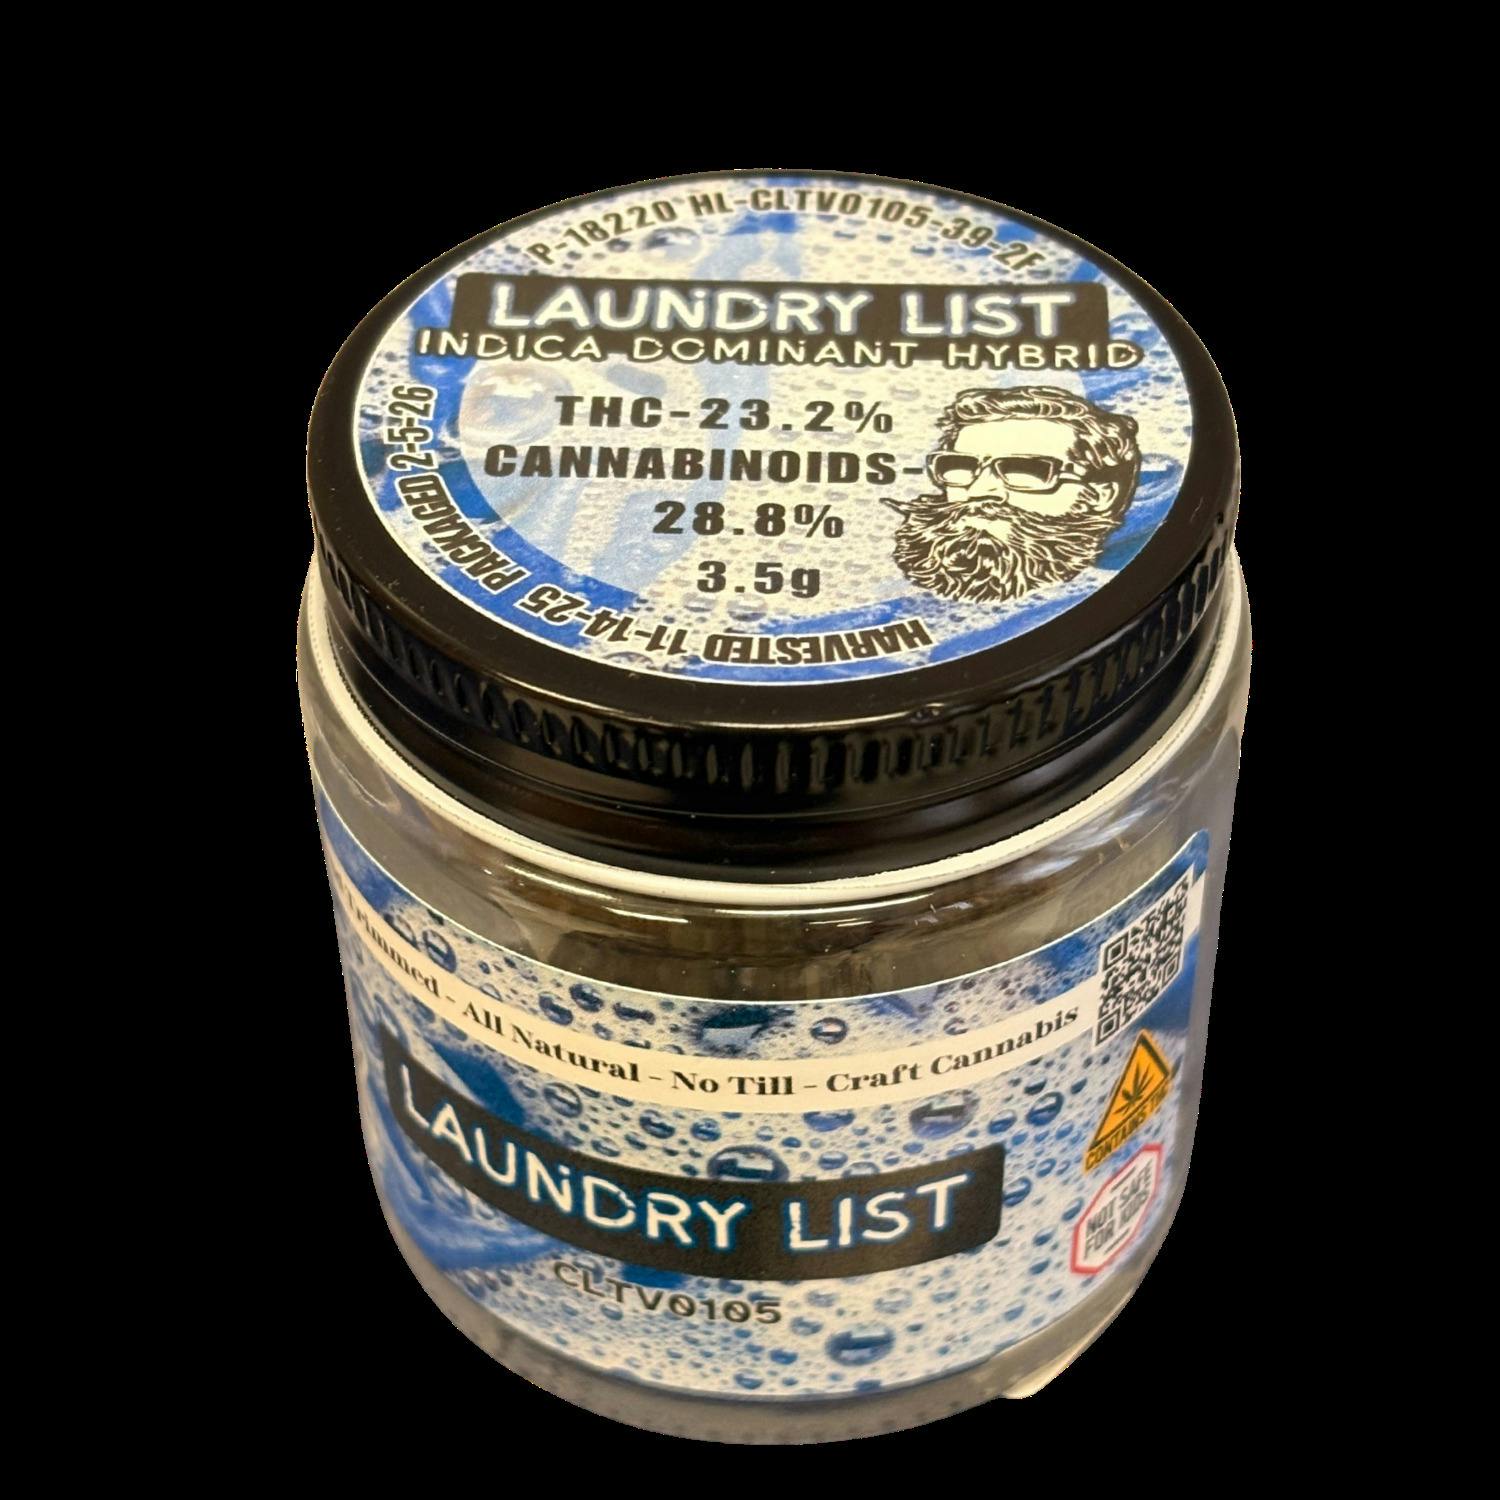 P-18220 HL-CLTV0105-39-2F
LAUNDRY LIST
INDICA DOMINANT HYBRID
THC-23.2%
CANNABINOIDS-
28.8%
3.5g
HARVESTED 11-14-25 PACKAGED 2-5-26
Trimmed - All Natural - No Till - Craft Cannabis
LAUNDRY LIST
CLTV0105
CONTAINS THC
NOT SAFE
FOR KIDS